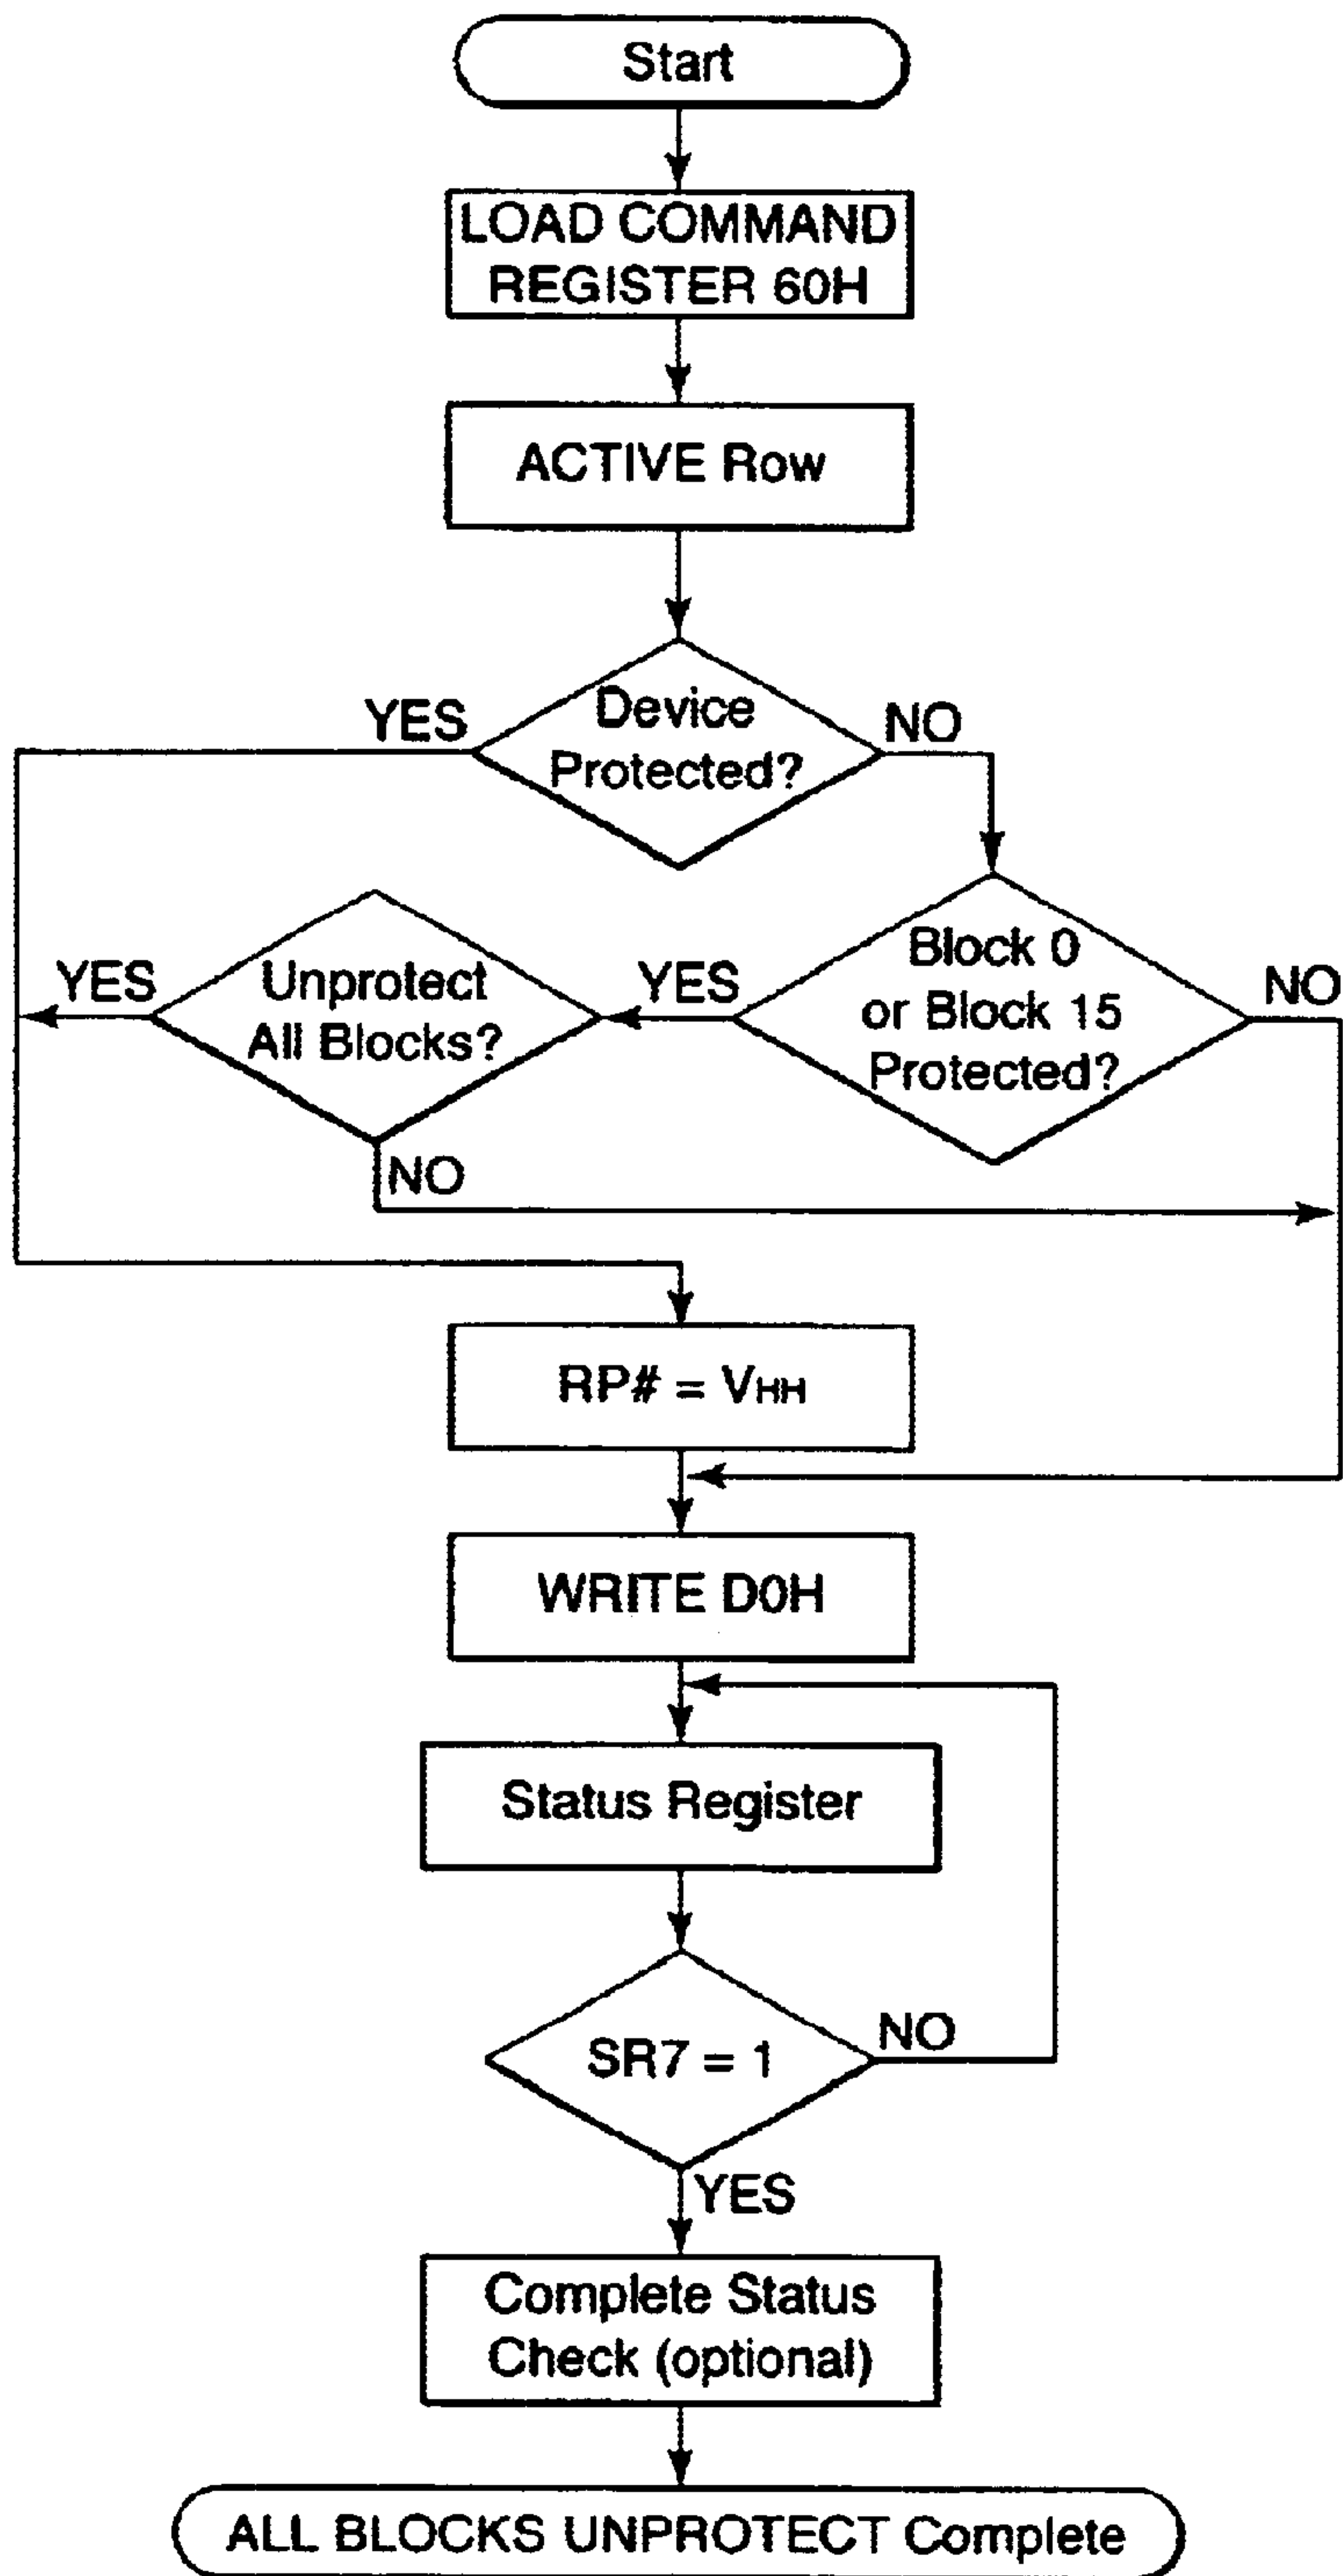 Start
LOAD COMMAND
REGISTER 60H
ACTIVE Row
YES
Device
Protected?
NO
YES
Unprotect
All Blocks?
YES
Block 0
or Block 15
Protected?
NO
NO
RP# = VHH
WRITE D0H
Status Register
SR7 = 1
NO
YES
Complete Status
Check (optional)
ALL BLOCKS UNPROTECT Complete